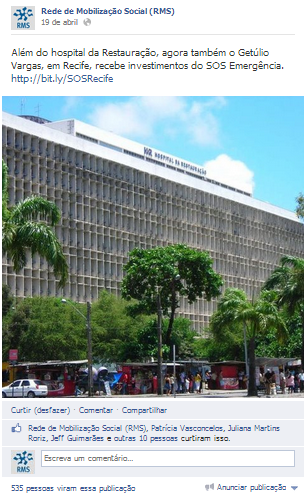 RMS
Rede de Mobilização Social (RMS)
19 de abril
Além do hospital da Restauração, agora também o Getúlio
Vargas, em Recife, recebe investimentos do SOS Emergência.
http://bit.ly/SOSRecife
HR HOSPITAL DA RESTAURAÇÃO
Curtir (desfazer) · Comentar · Compartilhar
Rede de Mobilização Social (RMS), Patrícia Vasconcelos, Juliana Martins
Roriz, Jeff Guimarães e outras 10 pessoas curtiram isso.
RMS
Escreva um comentário...
535 pessoas viram essa publicação
Anunciar publicação